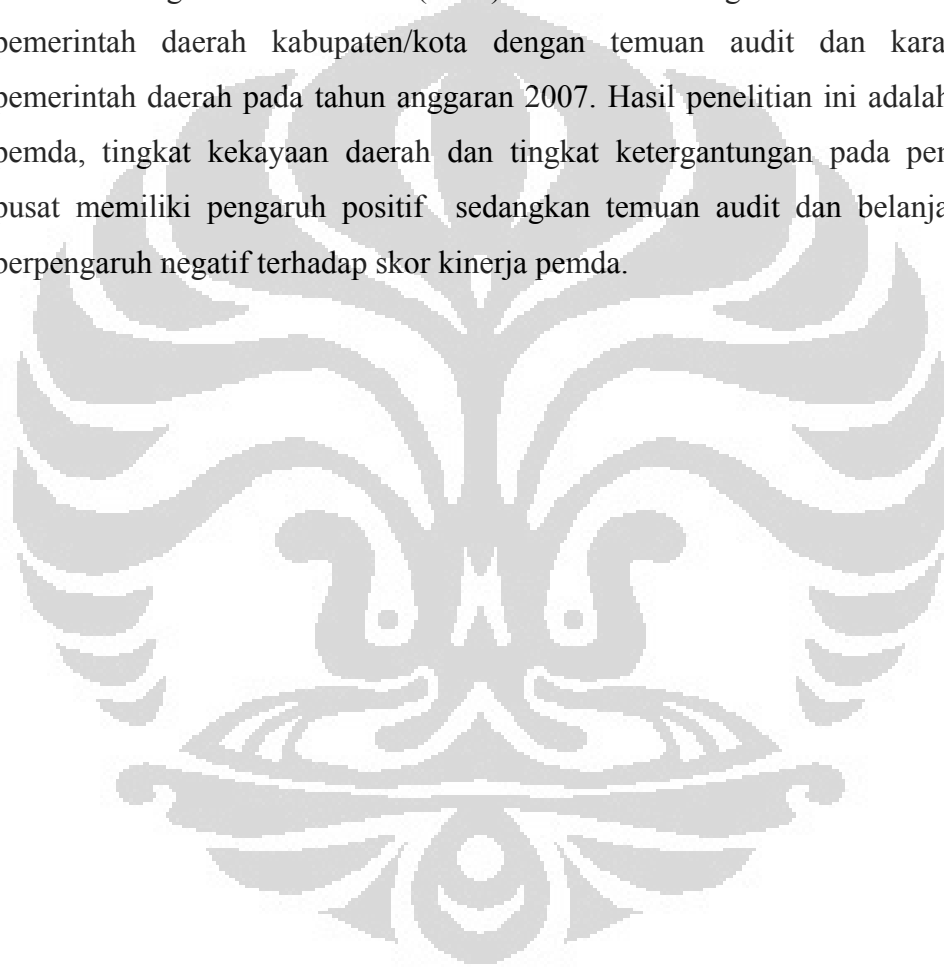 pemerintah daerah kabupaten/kota dengan temuan audit dan kara
pemerintah daerah pada tahun anggaran 2007. Hasil penelitian ini adalah
pemda, tingkat kekayaan daerah dan tingkat ketergantungan pada pen
pusat memiliki pengaruh positif sedangkan temuan audit dan belanja
berpengaruh negatif terhadap skor kinerja pemda.